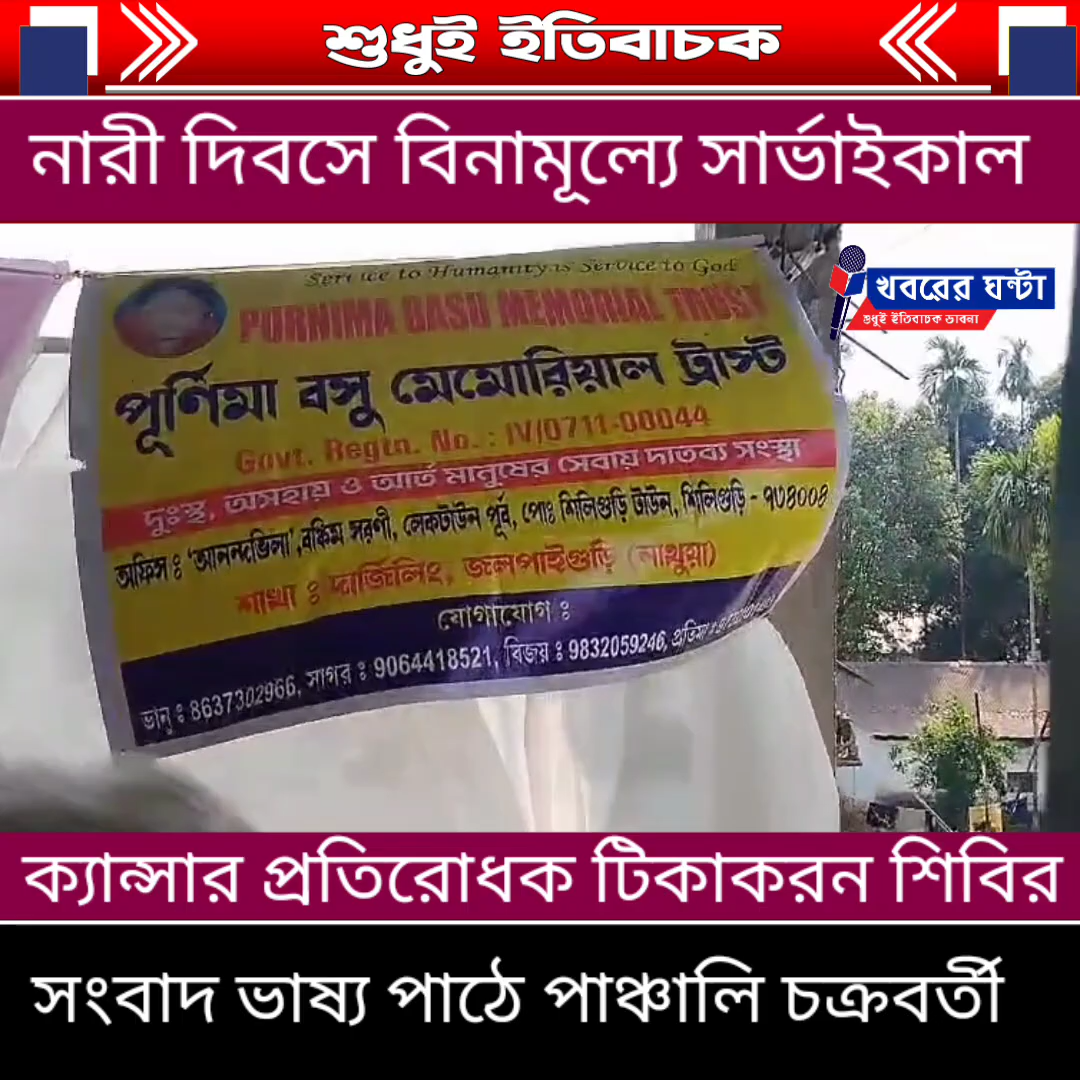 শুধুই ইতিবাচক
নারী দিবসে বিনামূল্যে সার্ভাইকাল
খবরের ঘন্টা
শুধুই ইতিবাচক ভাবনা
Service to Humanity is Service to God
PURNIMA BASU MEMORIAL TRUST
পূর্ণিমা বসু মেমোরিয়াল ট্রাস্ট
Govt. Regtn. No. : IV/0711-00044
দুঃস্থ, অসহায় ও আর্ত মানুষের সেবায় দাতব্য সংস্থা
অফিস ঃ 'আনন্দভিলা', বঙ্কিম সরণী, লেকটাউন পূর্ব, পোঃ শিলিগুড়ি টাউন, শিলিগুড়ি - ৭৩৪০০৪
শাখা ঃ দার্জিলিং, জলপাইগুড়ি (নাথুয়া)
যোগাযোগ ঃ
ভানু ঃ 8637302966, সাগর ঃ 9064418521, বিজয় ঃ 9832059246, প্রতিমা ঃ
ক্যান্সার প্রতিরোধক টিকাকরন শিবির
সংবাদ ভাষ্য পাঠে পাঞ্চালি চক্রবর্তী